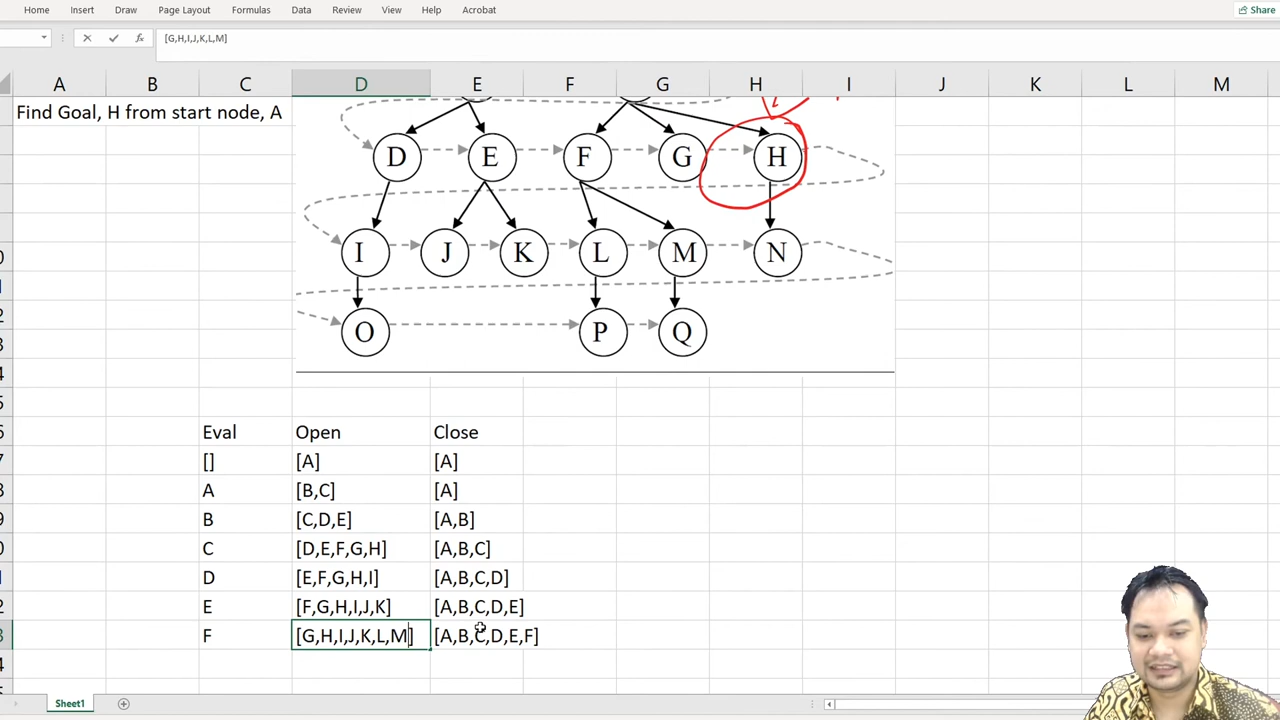 Home Insert Draw Page Layout Formulas Data Review View Help Acrobat Share
fx [G,H,I,J,K,L,M]
A B C D E F G H I J K L M
Find Goal, H from start node, A
D E F G H
I J K L M N
O P Q
Eval Open Close
[] [A] [A]
A [B,C] [A]
B [C,D,E] [A,B]
C [D,E,F,G,H] [A,B,C]
D [E,F,G,H,I] [A,B,C,D]
E [F,G,H,I,J,K] [A,B,C,D,E]
F [G,H,I,J,K,L,M] [A,B,C,D,E,F]
Sheet1